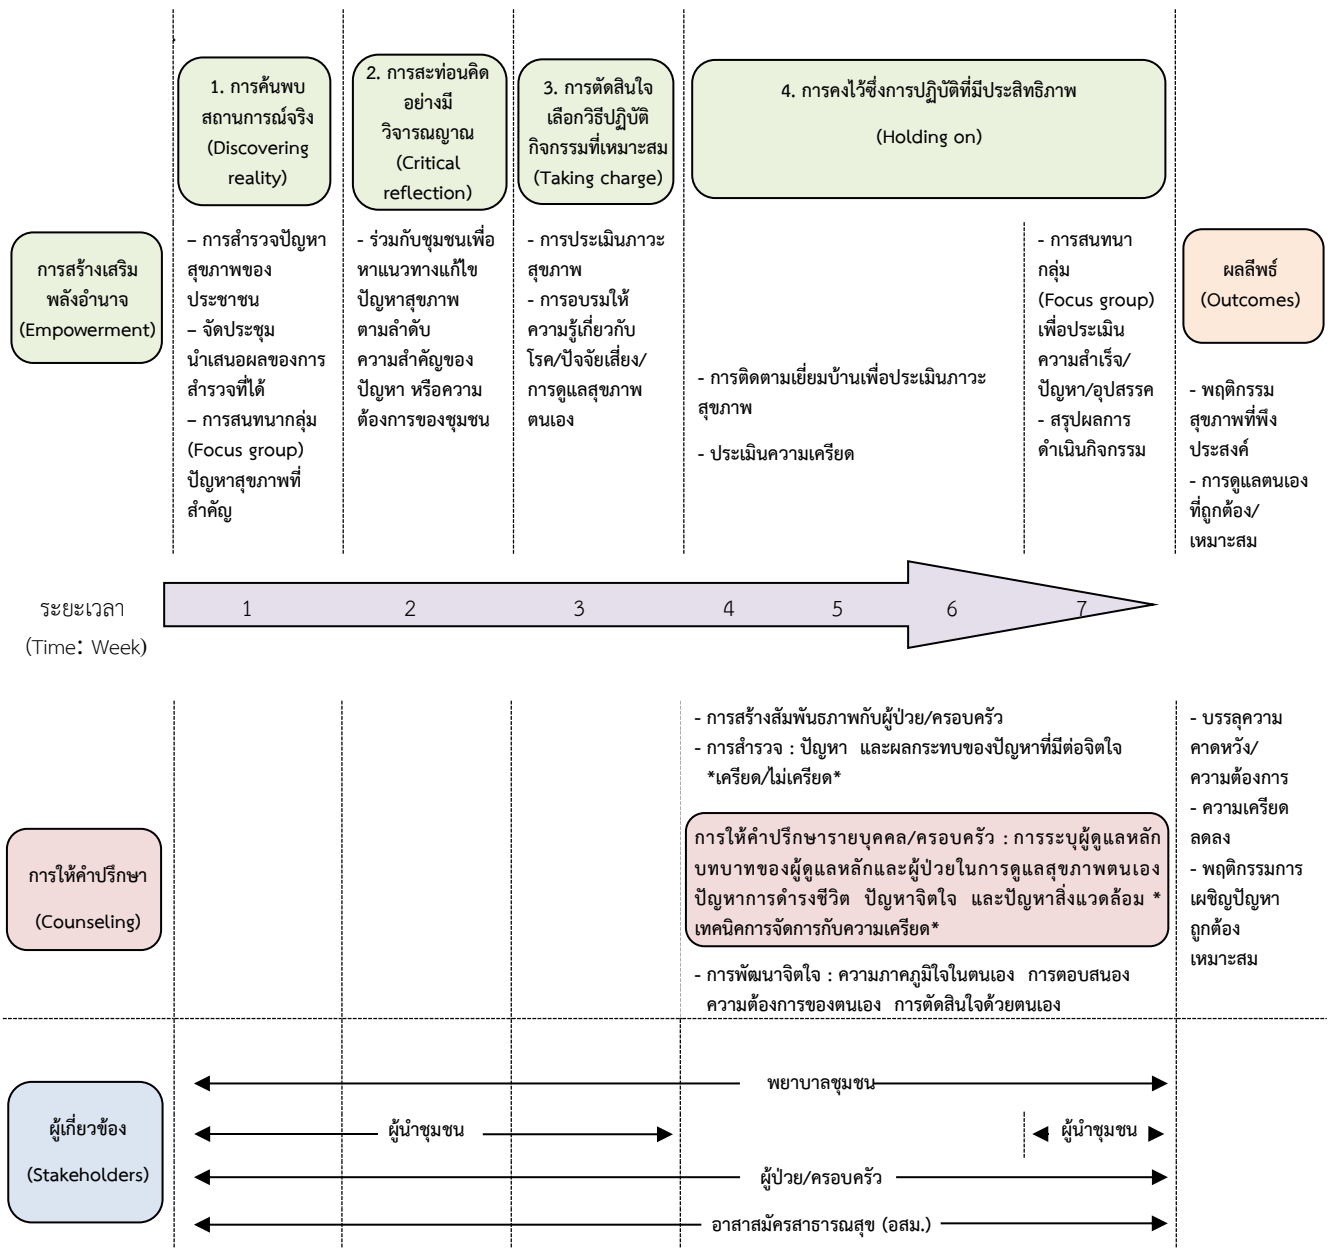 1. การค้นพบ
สถานการณ์จริง
(Discovering
reality)
2. การสะท่อนคิด
อย่างมี
วิจารณญาณ
(Critical
reflection)
3. การตัดสินใจ
เลือกวิธีปฏิบัติ
กิจกรรมที่เหมาะสม
(Taking charge)
4. การคงไว้ซึ่งการปฏิบัติที่มีประสิทธิภาพ
(Holding on)
การสร้างเสริม
พลังอำนาจ
(Empowerment)
– การสำรวจปัญหา
สุขภาพของ
ประชาชน
– จัดประชุม
นำเสนอผลของการ
สำรวจที่ได้
– การสนทนากลุ่ม
(Focus group)
ปัญหาสุขภาพที่
สำคัญ
- ร่วมกับชุมชนเพื่อ
หาแนวทางแก้ไข
ปัญหาสุขภาพ
ตามลำดับ
ความสำคัญของ
ปัญหา หรือความ
ต้องการของชุมชน
- การประเมินภาวะ
สุขภาพ
- การอบรมให้
ความรู้เกี่ยวกับ
โรค/ปัจจัยเสี่ยง/
การดูแลสุขภาพ
ตนเอง
- การติดตามเยี่ยมบ้านเพื่อประเมินภาวะ
สุขภาพ
- ประเมินความเครียด
- การสนทนา
กลุ่ม
(Focus group)
เพื่อประเมิน
ความสำเร็จ/
ปัญหา/อุปสรรค
- สรุปผลการ
ดำเนินกิจกรรม
ผลลีพธ์
(Outcomes)
- พฤติกรรม
สุขภาพที่พึง
ประสงค์
- การดูแลตนเอง
ที่ถูกต้อง/
เหมาะสม
ระยะเวลา
(Time: Week)
1 2 3 4 5 6 7
- การสร้างสัมพันธภาพกับผู้ป่วย/ครอบครัว
- การสำรวจ : ปัญหา และผลกระทบของปัญหาที่มีต่อจิตใจ
*เครียด/ไม่เครียด*
การให้คำปรึกษา
(Counseling)
การให้คำปรึกษารายบุคคล/ครอบครัว : การระบุผู้ดูแลหลัก
บทบาทของผู้ดูแลหลักและผู้ป่วยในการดูแลสุขภาพตนเอง
ปัญหาการดำรงชีวิต ปัญหาจิตใจ และปัญหาสิ่งแวดล้อม *
เทคนิคการจัดการกับความเครียด*
- การพัฒนาจิตใจ : ความภาคภูมิใจในตนเอง การตอบสนอง
ความต้องการของตนเอง การตัดสินใจด้วยตนเอง
- บรรลุความ
คาดหวัง/
ความต้องการ
- ความเครียด
ลดลง
- พฤติกรรมการ
เผชิญปัญหา
ถูกต้อง
เหมาะสม
ผู้เกี่ยวข้อง
(Stakeholders)
พยาบาลชุมชน
ผู้นำชุมชน
ผู้นำชุมชน
ผู้ป่วย/ครอบครัว
อาสาสมัครสาธารณสุข (อสม.)